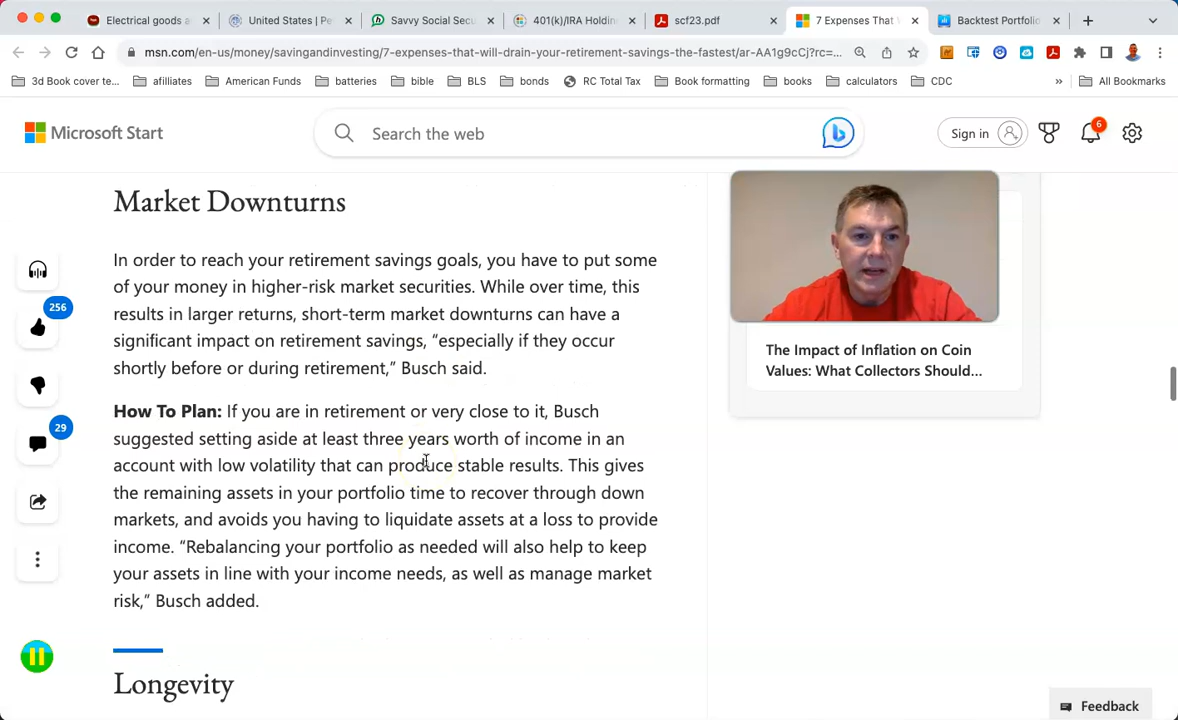 Electrical goods a
United States | Pe
Savvy Social Secu
401(k)/IRA Holdin
scf23.pdf
7 Expenses That W
Backtest Portfolio
msn.com/en-us/money/savingandinvesting/7-expenses-that-will-drain-your-retirement-savings-the-fastest/ar-AA1g9cCj?rc=...
3d Book cover te...
afiliates
American Funds
batteries
bible
BLS
bonds
RC Total Tax
Book formatting
books
calculators
CDC
»
All Bookmarks
Microsoft Start
Search the web
Sign in
6
Market Downturns
In order to reach your retirement savings goals, you have to put some
of your money in higher-risk market securities. While over time, this
results in larger returns, short-term market downturns can have a
significant impact on retirement savings, “especially if they occur
shortly before or during retirement,” Busch said.
256
29
How To Plan: If you are in retirement or very close to it, Busch
suggested setting aside at least three years worth of income in an
account with low volatility that can produce stable results. This gives
the remaining assets in your portfolio time to recover through down
markets, and avoids you having to liquidate assets at a loss to provide
income. “Rebalancing your portfolio as needed will also help to keep
your assets in line with your income needs, as well as manage market
risk,” Busch added.
Longevity
The Impact of Inflation on Coin
Values: What Collectors Should...
Feedback